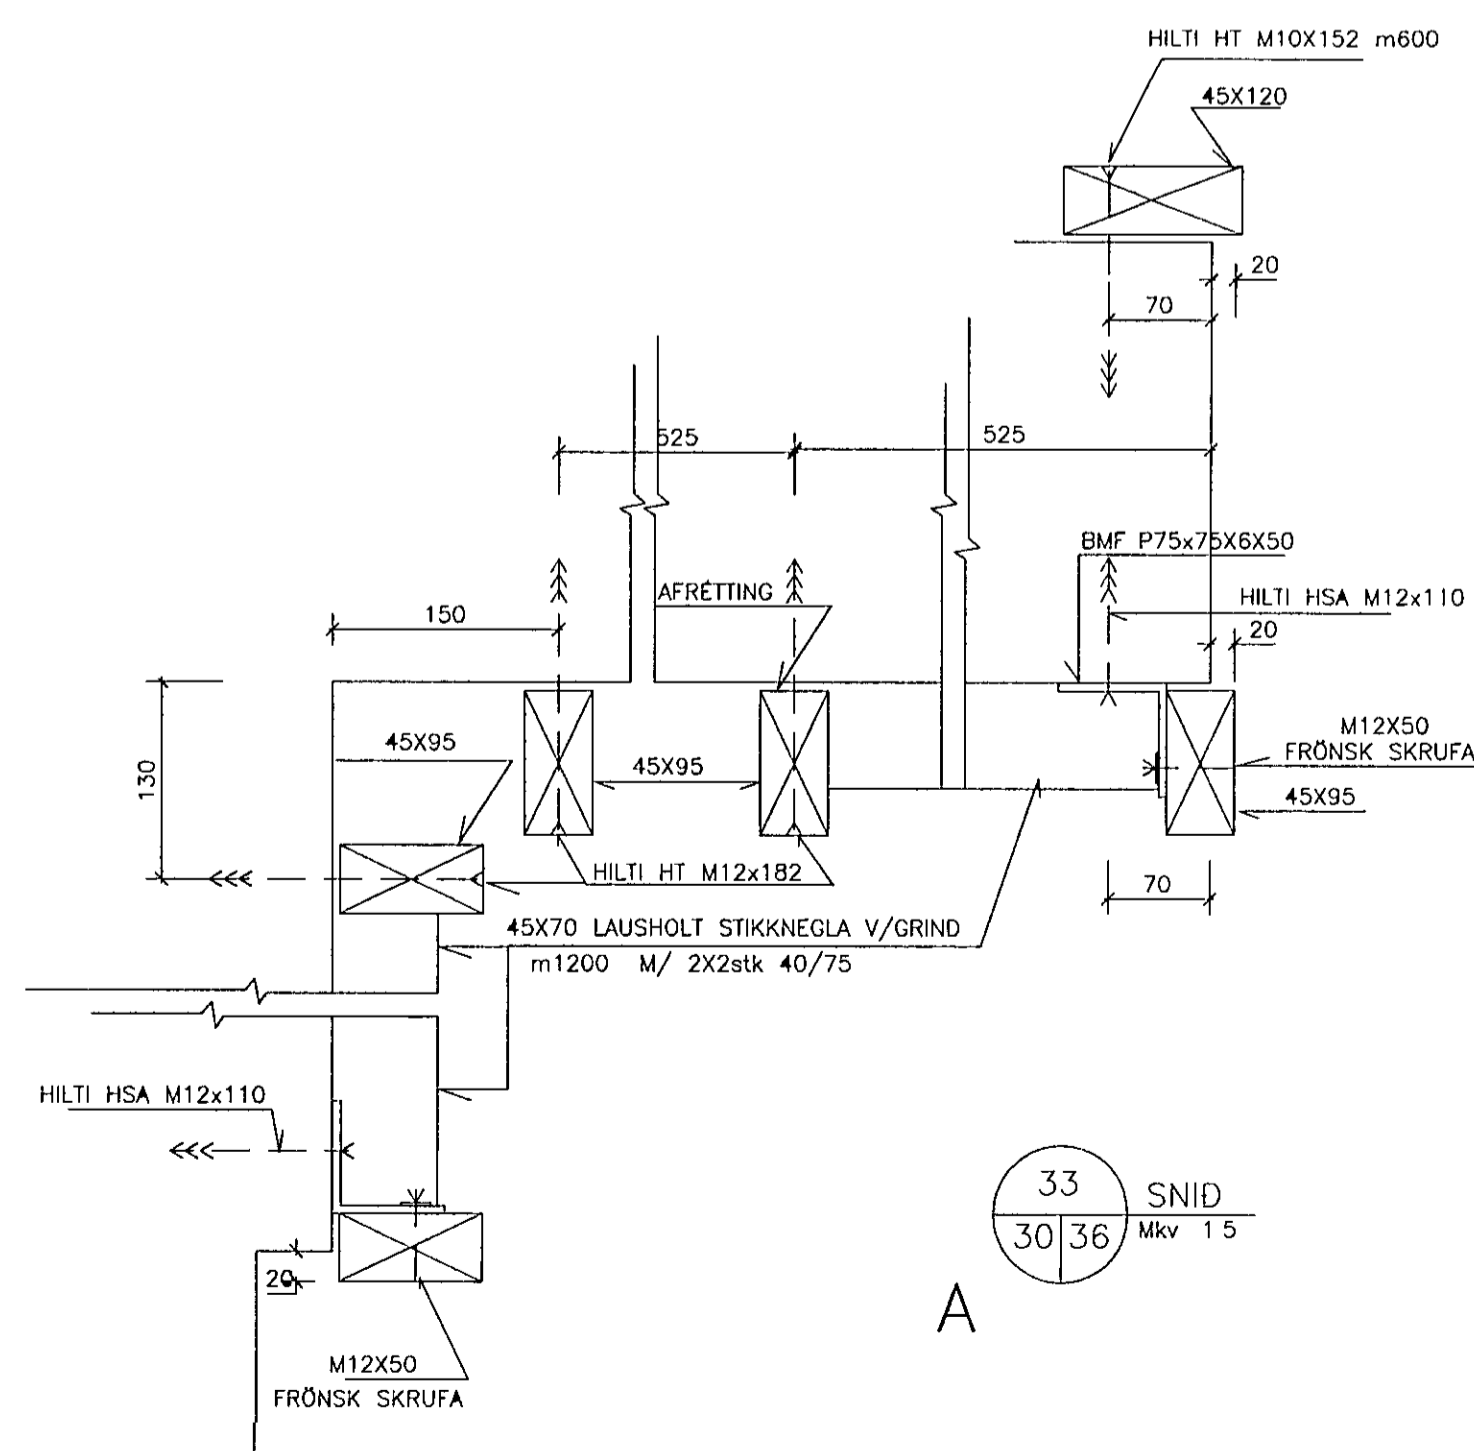 HILTI HT M10X152 m600
45X120
20
70
525
525
BMF P75x75X6X50
AFRÉTTING
HILTI HSA M12x110
150
20
M12X50
FRÖNSK SKRUFA
45X95
45X95
45X95
130
HILTI HT M12x182
70
45X70 LAUSHOLT STIKKNEGLA V/GRIND
m1200 M/ 2X2stk 40/75
HILTI HSA M12x110
33
SNIÐ
30 36
Mkv 1 5
20
A
M12X50
FRÖNSK SKRUFA